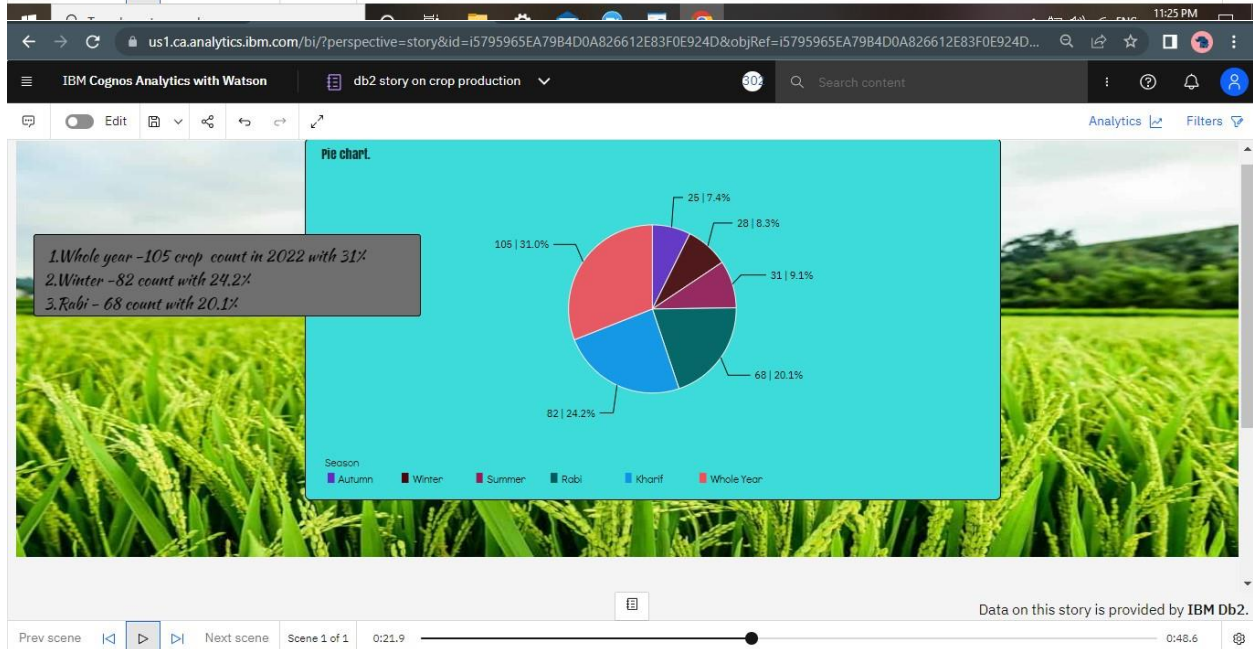 11:25 PM
us1.ca.analytics.ibm.com/bi/?perspective=story&id=i5795965EA79B4D0A826612E83F0E924D&objRef=i5795965EA79B4D0A826612E83F0E924D...
IBM Cognos Analytics with Watson db2 story on crop production 302 Search content
Edit Analytics Filters
Pie chart.
25 | 7.4%
28 | 8.3%
105 | 31.0%
31 | 9.1%
1.Whole year -105 crop count in 2022 with 31%
2.Winter -82 count with 24.2%
3.Rabi - 68 count with 20.1%
68 | 20.1%
82 | 24.2%
Season
Autumn Winter Summer Rabi Kharif Whole Year
Data on this story is provided by IBM Db2.
Prev scene Next scene Scene 1 of 1 0:21.9 0:48.6